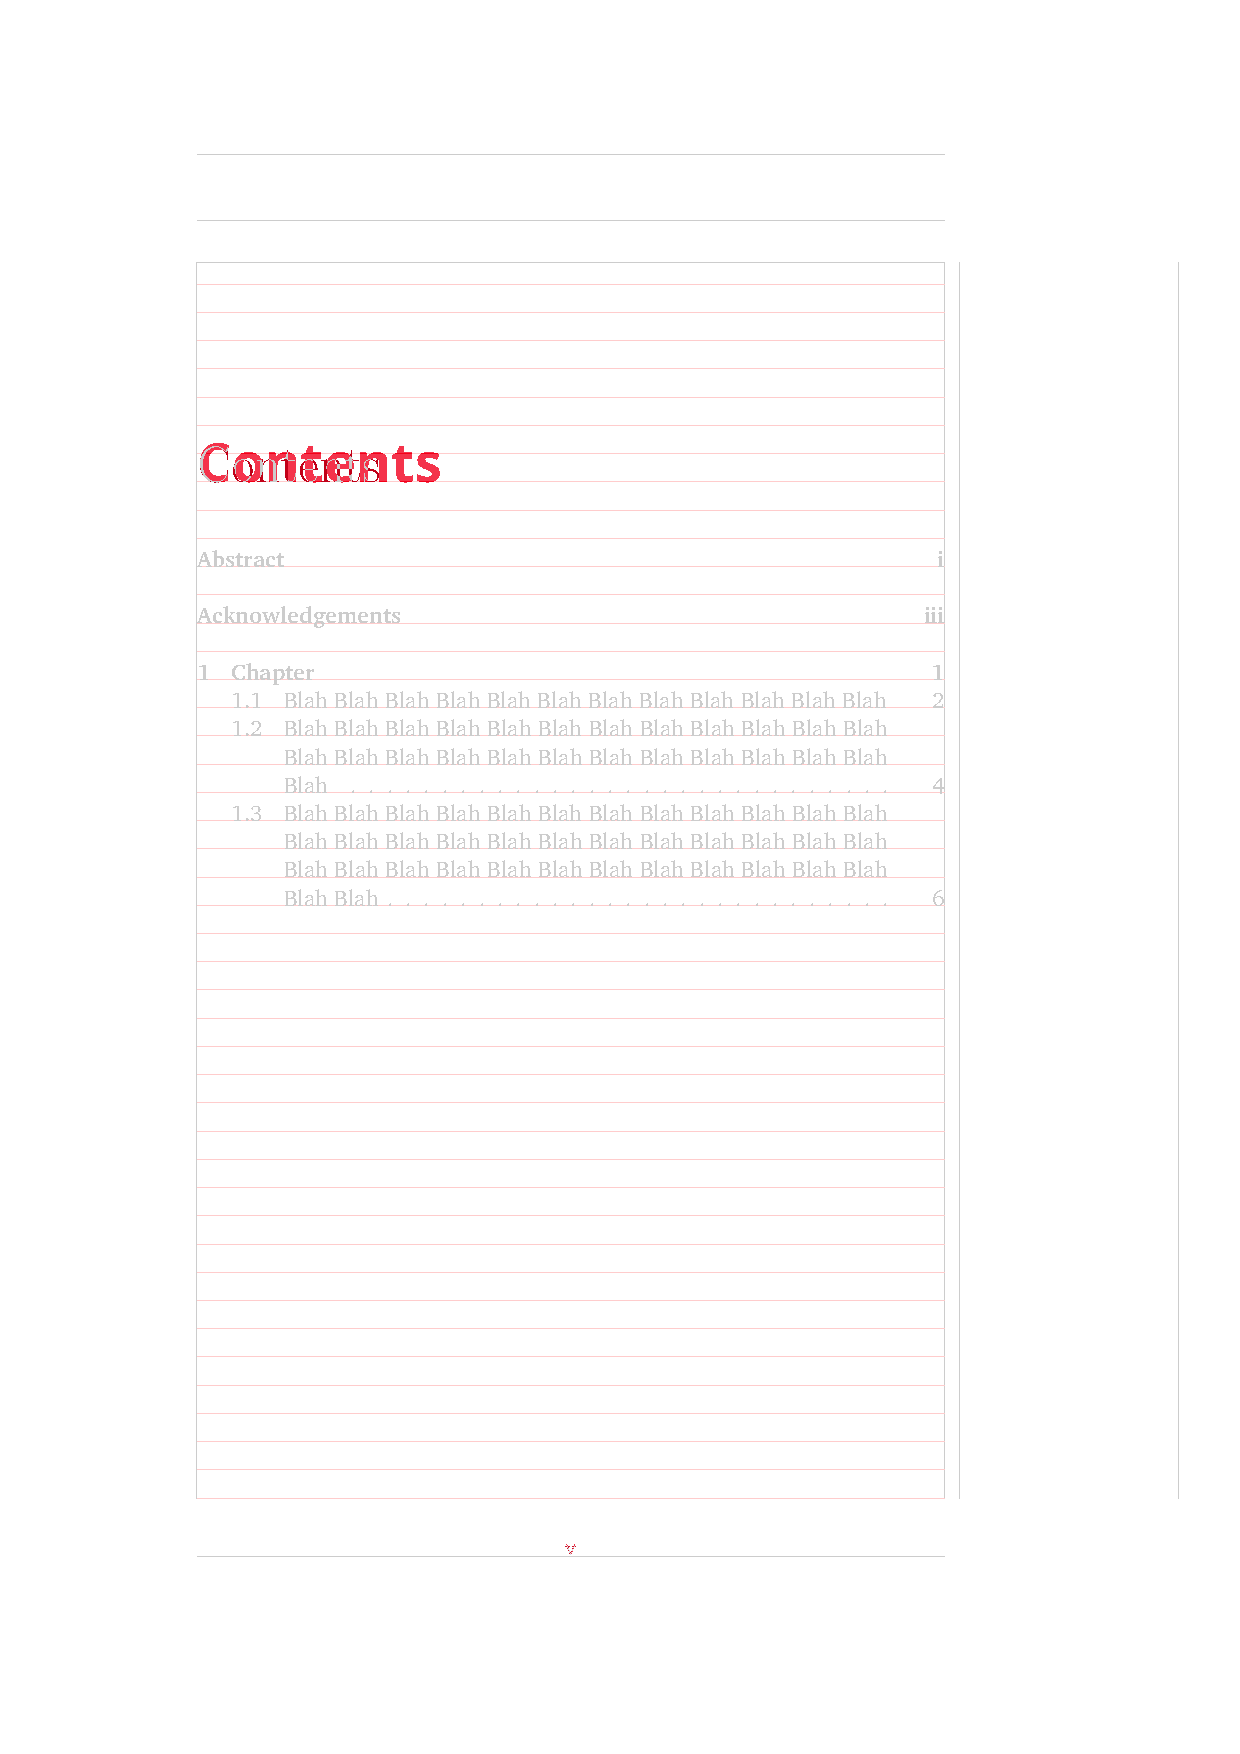 Contents
Abstract i
Acknowledgements iii
1 Chapter 1
1.1 Blah Blah Blah Blah Blah Blah Blah Blah Blah Blah Blah Blah 2
1.2 Blah Blah Blah Blah Blah Blah Blah Blah Blah Blah Blah Blah
Blah Blah Blah Blah Blah Blah Blah Blah Blah Blah Blah Blah
Blah . . . . . . . . . . . . . . . . . . . . . . . . . . . . . . 4
1.3 Blah Blah Blah Blah Blah Blah Blah Blah Blah Blah Blah Blah
Blah Blah Blah Blah Blah Blah Blah Blah Blah Blah Blah Blah
Blah Blah Blah Blah Blah Blah Blah Blah Blah Blah Blah Blah
Blah Blah . . . . . . . . . . . . . . . . . . . . . . . . . . . . 6
v